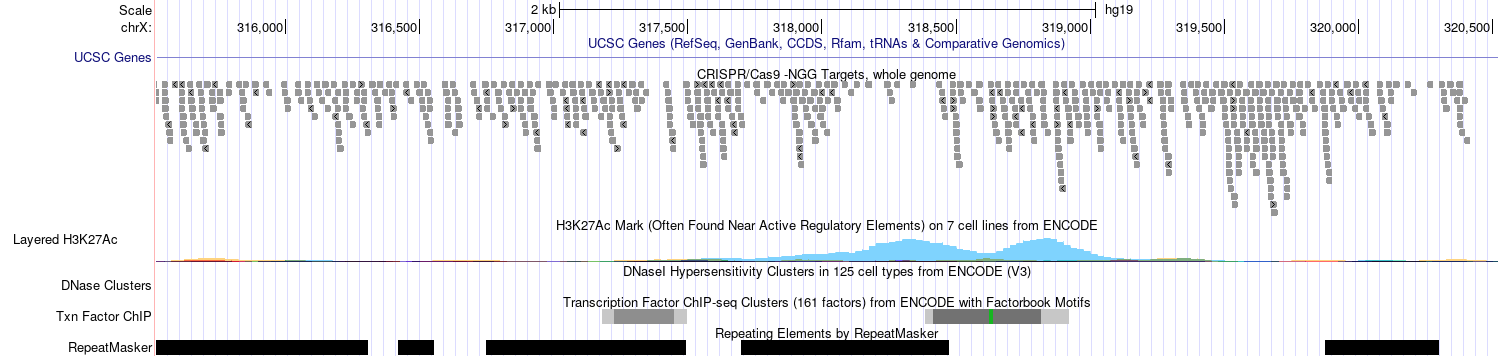 Scale 2 kb hg19
chrX: 316,000 316,500 317,000 317,500 318,000 318,500 319,000 319,500 320,000 320,500
UCSC Genes (RefSeq, GenBank, CCDS, Rfam, tRNAs & Comparative Genomics)
UCSC Genes
CRISPR/Cas9 -NGG Targets, whole genome
H3K27Ac Mark (Often Found Near Active Regulatory Elements) on 7 cell lines from ENCODE
Layered H3K27Ac
DNaseI Hypersensitivity Clusters in 125 cell types from ENCODE (V3)
DNase Clusters
Transcription Factor ChIP-seq Clusters (161 factors) from ENCODE with Factorbook Motifs
Txn Factor ChIP
Repeating Elements by RepeatMasker
RepeatMasker